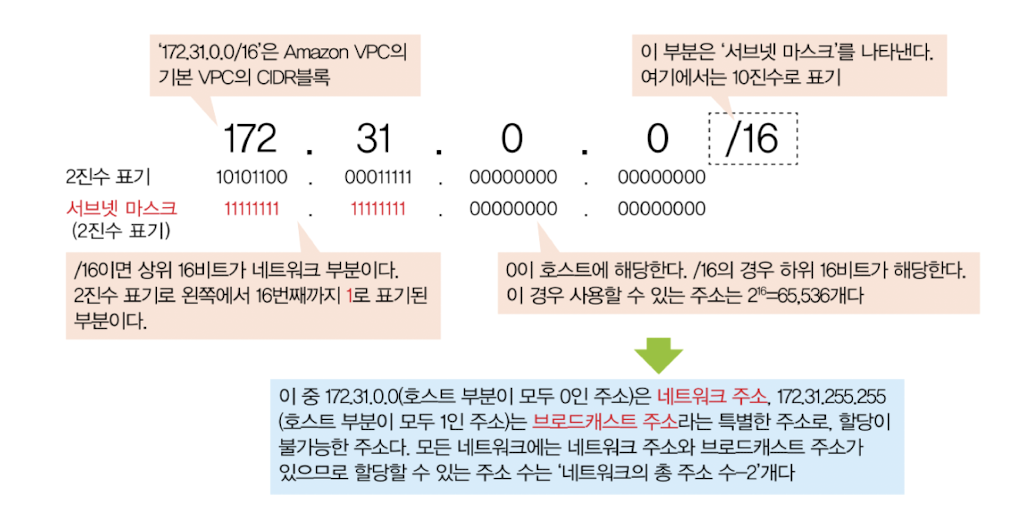 '172.31.0.0/16'은 Amazon VPC의
기본 VPC의 CIDR블록
이 부분은 '서브넷 마스크'를 나타낸다.
여기에서는 10진수로 표기
172 . 31 . 0 . 0 /16
2진수 표기 10101100 . 00011111 . 00000000 . 00000000
서브넷 마스크 11111111 . 11111111 . 00000000 . 00000000
(2진수 표기)
/16이면 상위 16비트가 네트워크 부분이다.
2진수 표기로 왼쪽에서 16번째까지 1로 표기된
부분이다.
0이 호스트에 해당한다. /16의 경우 하위 16비트가 해당한다.
이 경우 사용할 수 있는 주소는 2¹⁶=65,536개다
이 중 172.31.0.0(호스트 부분이 모두 0인 주소)은 네트워크 주소, 172.31.255.255
(호스트 부분이 모두 1인 주소)는 브로드캐스트 주소라는 특별한 주소로, 할당이
불가능한 주소다. 모든 네트워크에는 네트워크 주소와 브로드캐스트 주소가
있으므로 할당할 수 있는 주소 수는 '네트워크의 총 주소 수-2'개다